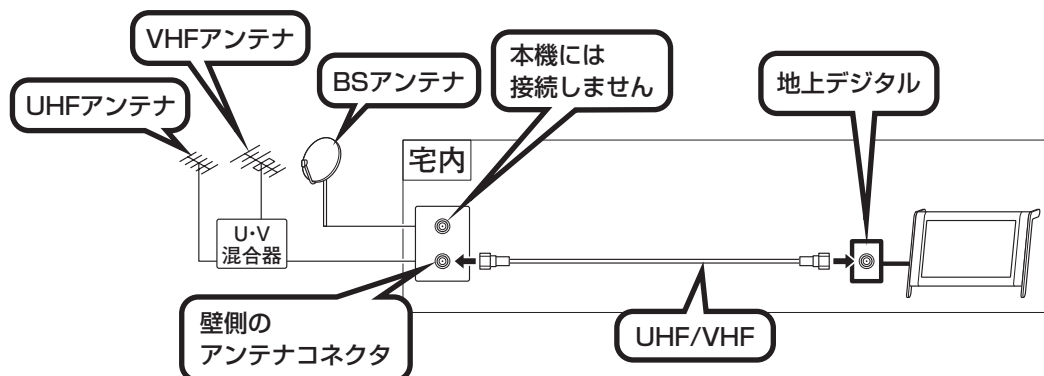 VHFアンテナ
UHFアンテナ
BSアンテナ
本機には
接続しません
地上デジタル
宅内
U・V
混合器
壁側の
アンテナコネクタ
UHF/VHF